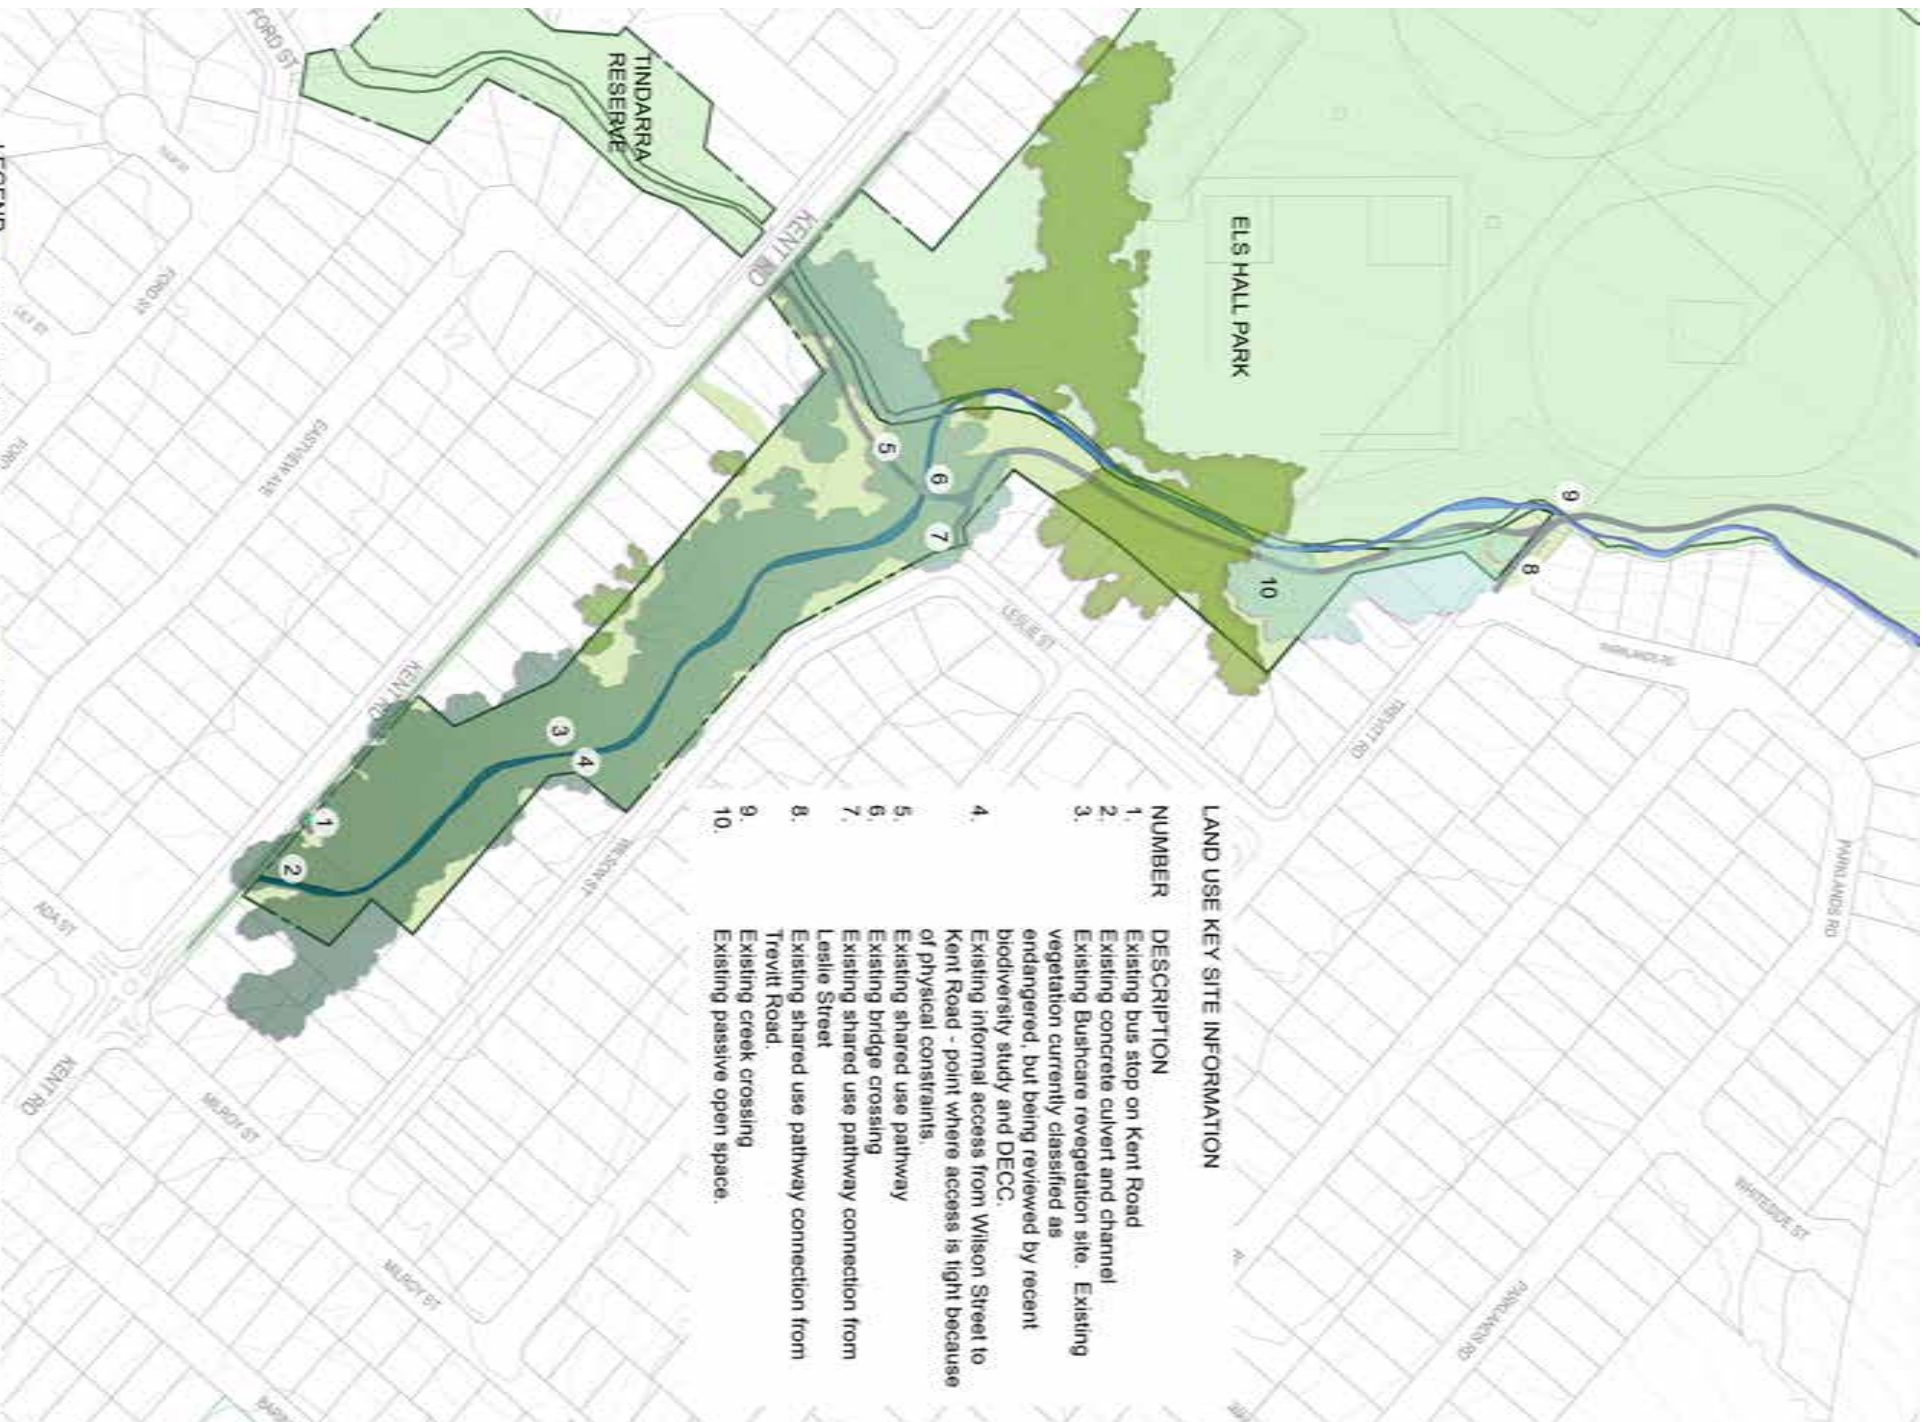 LAND USE KEY SITE INFORMATION
NUMBER DESCRIPTION
1. Existing bus stop on Kent Road
2. Existing concrete culvert and channel
3. Existing Bushcare revegetation site. Existing
vegetation currently classified as
endangered, but being reviewed by recent
biodiversity study and DECC.
4. Existing informal access from Wilson Street to
Kent Road - point where access is tight because
of physical constraints.
5. Existing shared use pathway
6. Existing bridge crossing
7. Existing shared use pathway connection from
Leslie Street
8. Existing shared use pathway connection from
Trevitt Road.
9. Existing creek crossing
10. Existing passive open space.
ELS HALL PARK
TINDARRA
RESERVE
KENT RD
KENT RD
KENT RD
FORD ST
FORD ST
FORD
LILY ST
EASTVIEW AVE
ADA ST
MILROY ST
MILROY ST
WILSON ST
LESLIE ST
TREVITT RD
PARKLANDS RD
PARKLANDS RD
WHITESIDE ST
1
2
3
4
5
6
7
8
9
10
LEGEND